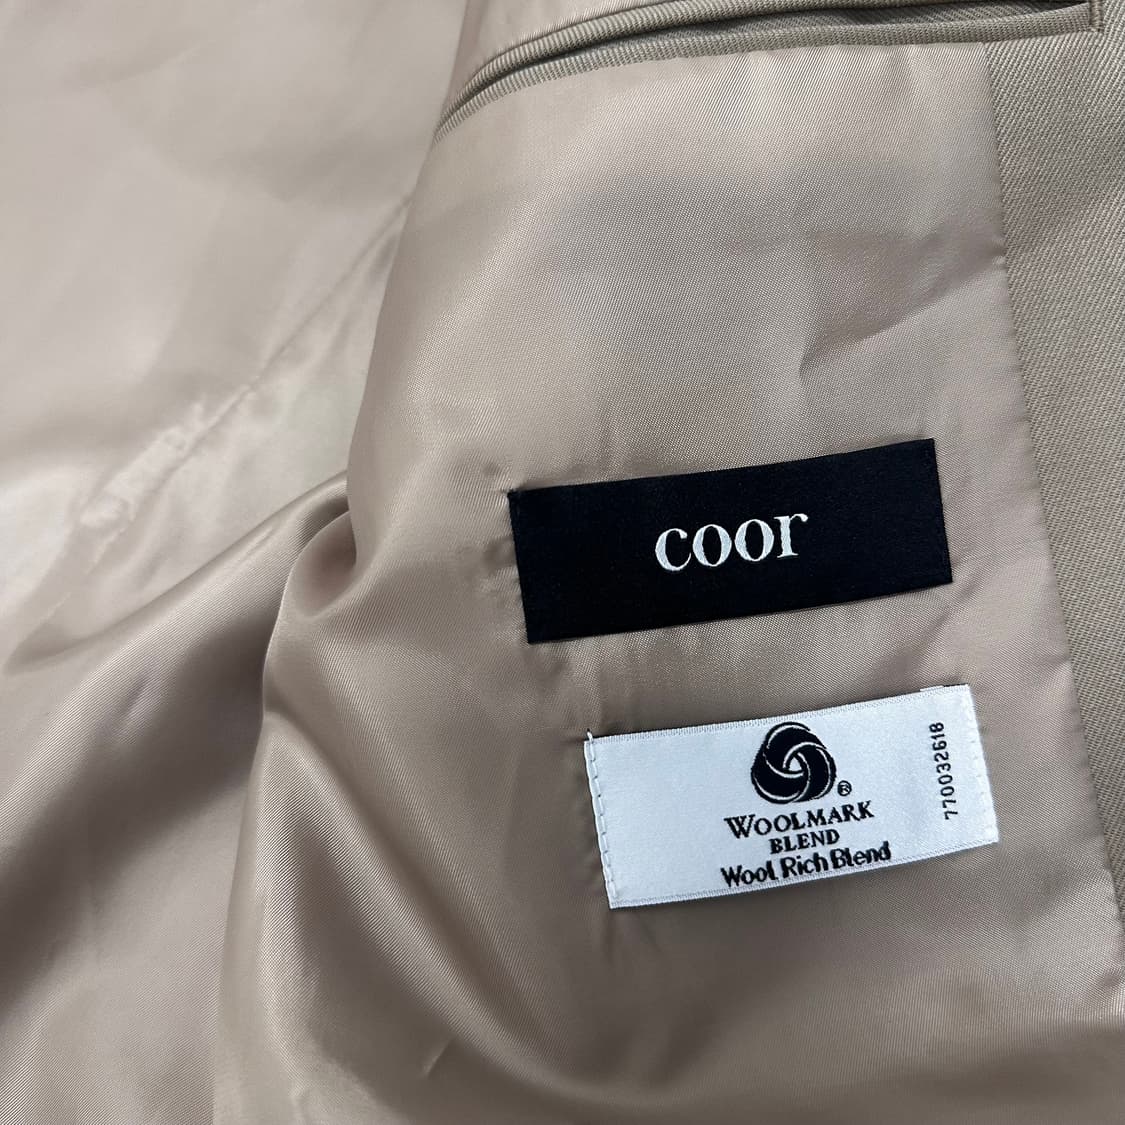 coor
®
WOOLMARK
BLEND
Wool Rich Blend
770032618